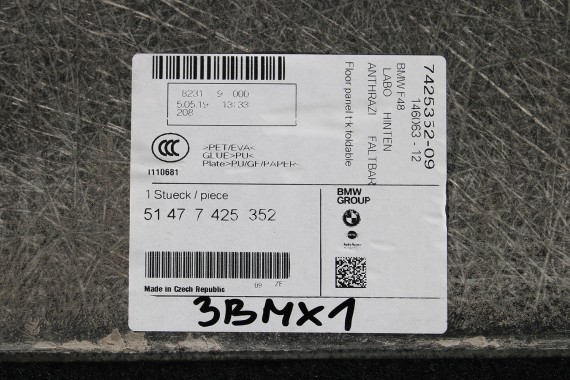 8231 9 000
5.05.19 13:33
208
>PET/EVA<
GLUE>PU<
Plate>PU/GF/PAPER<
CCC
I110681
1 Stueck / piece
51 47 7 425 352
09 ZF
Made in Czech Republic
7425352-09
146063 - 12
BMW F48
LABO HINTEN
ANTHRAZI FALTBAR
Floor panel t k foldable
BMW
GROUP
3BMX1